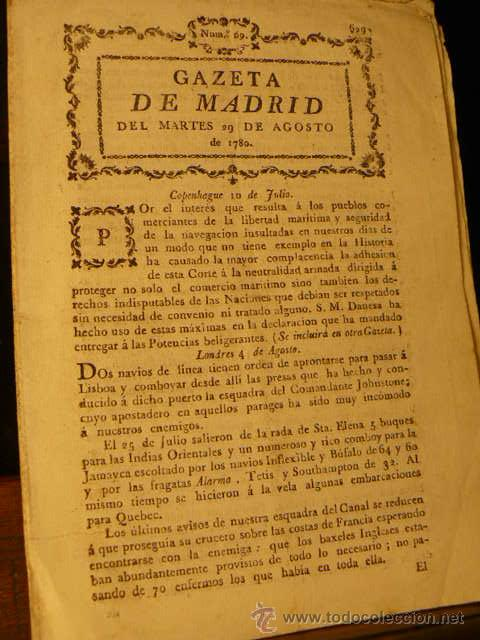 Num.º 69.
629
GAZETA
DE MADRID
DEL MARTES 29 DE AGOSTO
de 1780.
Copenhague 10 de Julio.
POr el interés que resulta á los pueblos co-
merciantes de la libertad marítima y seguridad
de la navegacion insultadas en nuestros dias de
un modo que no tiene exemplo en la Historia
ha causado la mayor complacencia la adhesion
de esta Corte á la neutralidad armada dirigida á
proteger no solo el comercio marítimo sino tambien los de-
rechos indisputables de las Naciones que debian ser respetados
sin necesidad de convenio ni tratado alguno. S. M. Danesa ha
hecho uso de estas máximas en la declaracion que ha mandado
entregar á las Potencias beligerantes. (Se incluirá en otra Gazeta.)
Londres 4 de Agosto.
DOs navios de línea tienen orden de aprontarse para pasar á
Lisboa y comboyar desde allí las presas que ha hecho y con-
ducido á dicho puerto la esquadra del Comandante Johnstone;
cuyo apostadero en aquellos parages ha sido muy incómodo
á nuestros enemigos.
El 25 de Julio salieron de la rada de Sta. Elena 5 buques
para las Indias Orientales y un numeroso y rico comboy para la
Jamayca escoltado por los navios Inflexîble y Búfalo de 64 y 60
y por las fragatas Alarma, Tetis y Southampton de 32. Al
mismo tiempo se hicieron á la vela algunas embarcaciones
para Quebec.
Los últimos avisos de nuestra esquadra del Canal se reducen
á que proseguia su crucero sobre las costas de Francia esperando
encontrarse con la enemiga: que los baxeles Ingleses esta-
ban abundantemente provistos de todo lo necesario; no pa-
sando de 70 enfermos los que habia en toda ella.
El
www.todocoleccion.net